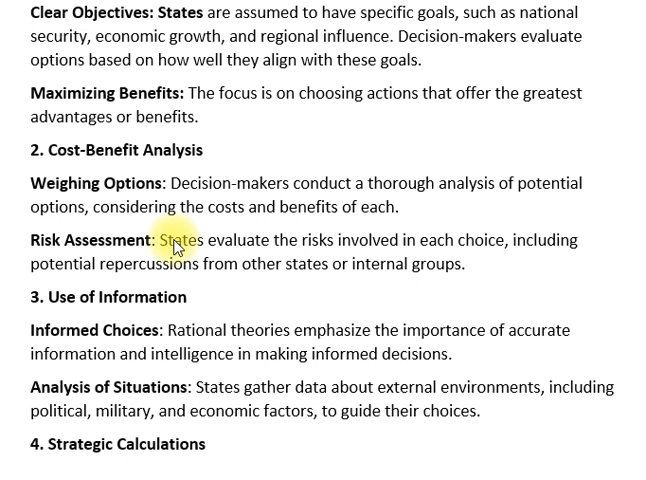 Clear Objectives: States are assumed to have specific goals, such as national
security, economic growth, and regional influence. Decision-makers evaluate
options based on how well they align with these goals.
Maximizing Benefits: The focus is on choosing actions that offer the greatest
advantages or benefits.
2. Cost-Benefit Analysis
Weighing Options: Decision-makers conduct a thorough analysis of potential
options, considering the costs and benefits of each.
Risk Assessment: States evaluate the risks involved in each choice, including
potential repercussions from other states or internal groups.
3. Use of Information
Informed Choices: Rational theories emphasize the importance of accurate
information and intelligence in making informed decisions.
Analysis of Situations: States gather data about external environments, including
political, military, and economic factors, to guide their choices.
4. Strategic Calculations